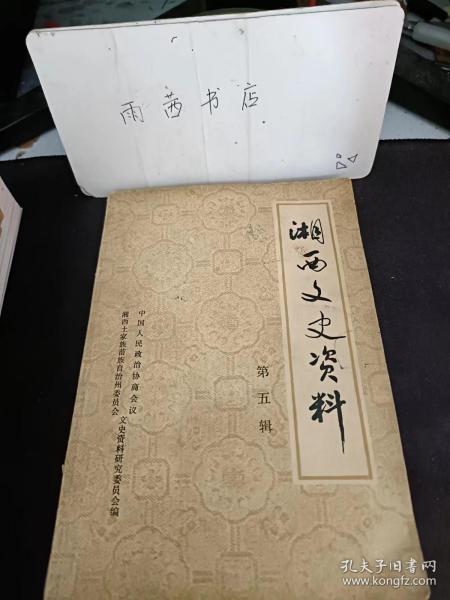 雨茜书店
湘西文史资料
第五辑
中国人民政治协商会议
湘西土家族苗族自治州委员会
文史资料研究委员会编
孔夫子旧书网
www.kongfz.com